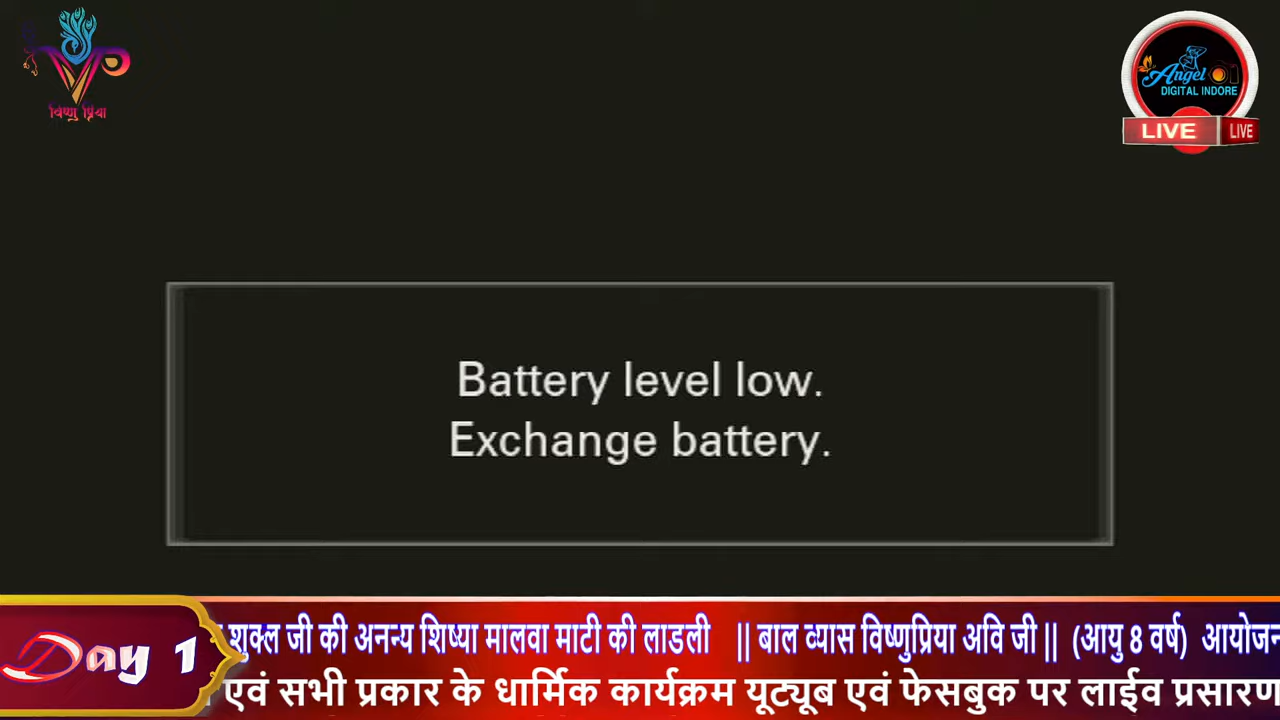 विष्णु प्रिया
Angel
DIGITAL INDORE
LIVE LIVE
Battery level low.
Exchange battery.
Day 1
शुक्ल जी की अनन्य शिष्या मालवा माटी की लाडली || बाल व्यास विष्णुप्रिया अवि जी || (आयु 8 वर्ष) आयोजन
एवं सभी प्रकार के धार्मिक कार्यक्रम यूट्यूब एवं फेसबुक पर लाईव प्रसारण